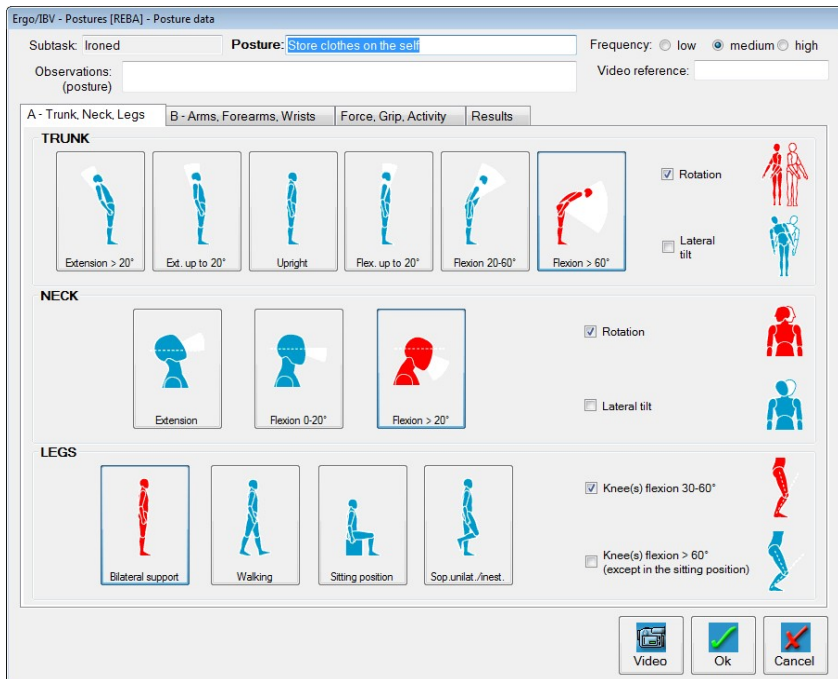 Ergo/IBV - Postures [REBA] - Posture data
Subtask: Ironed Posture: Store clothes on the self Frequency: low medium high
Observations: (posture) Video reference:
A - Trunk, Neck, Legs B - Arms, Forearms, Wrists Force, Grip, Activity Results
TRUNK
Extension > 20° Ext. up to 20° Upright Flex. up to 20° Flexion 20-60° Flexion > 60°
Rotation
Lateral
tilt
NECK
Extension Flexion 0-20° Flexion > 20°
Rotation
Lateral tilt
LEGS
Bilateral support Walking Sitting position Sop.unilat./inest.
Knee(s) flexion 30-60°
Knee(s) flexion > 60°
(except in the sitting position)
Video Ok Cancel